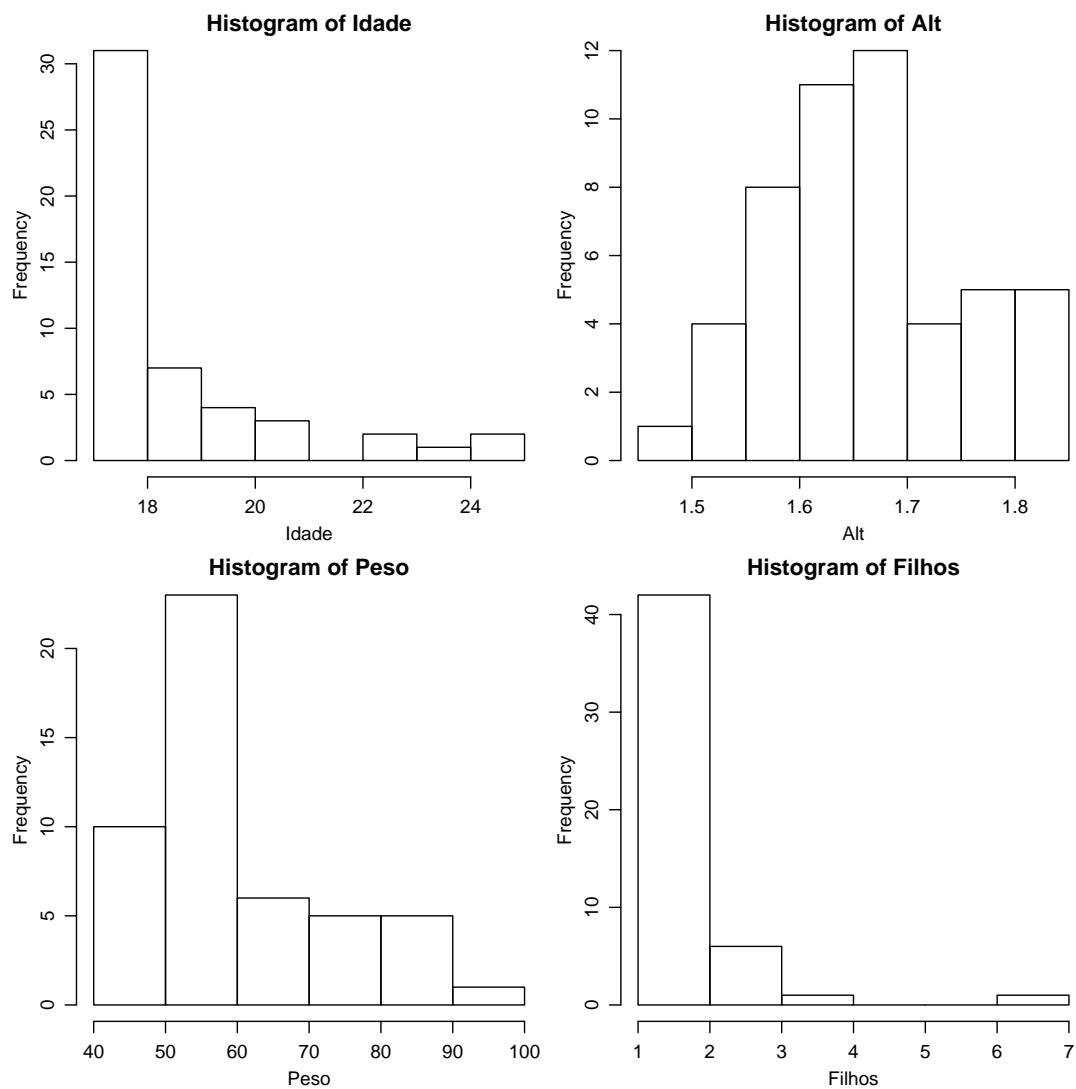 Histogram of Idade
Frequency
0
5
10
15
20
25
30
18 20 22 24
Idade
Histogram of Alt
Frequency
0
2
4
6
8
10
12
1.5 1.6 1.7 1.8
Alt
Histogram of Peso
Frequency
0
5
10
15
20
40 50 60 70 80 90 100
Peso
Histogram of Filhos
Frequency
0
10
20
30
40
1 2 3 4 5 6 7
Filhos